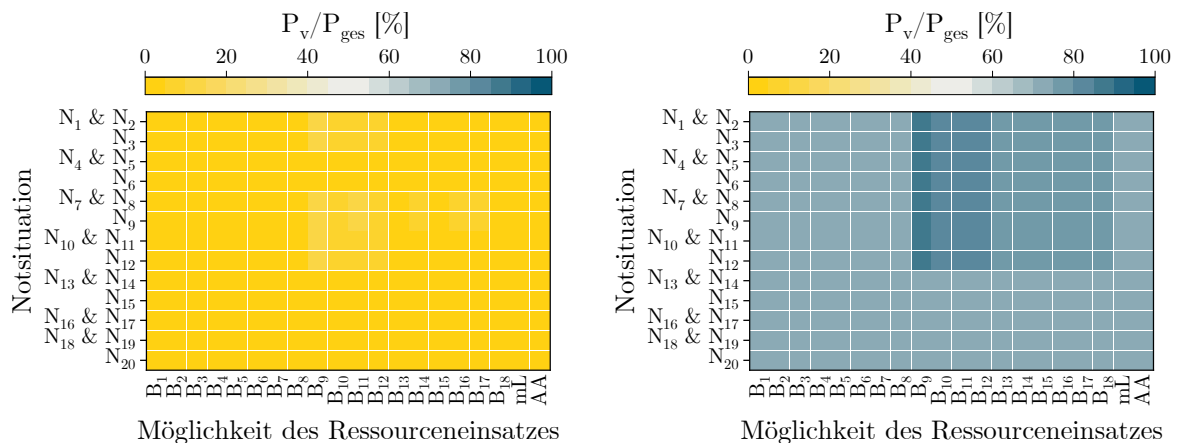 P_v/P_ges [%]
0 20 40 60 80 100
Notsituation
N_1 & N_2
N_3
N_4 & N_5
N_6
N_7 & N_8
N_9
N_10 & N_11
N_12
N_13 & N_14
N_15
N_16 & N_17
N_18 & N_19
N_20
B_1 B_2 B_3 B_4 B_5 B_6 B_7 B_8 B_9 B_10 B_11 B_12 B_13 B_14 B_15 B_16 B_17 B_18 mL AA
Möglichkeit des Ressourceneinsatzes
P_v/P_ges [%]
0 20 40 60 80 100
Notsituation
N_1 & N_2
N_3
N_4 & N_5
N_6
N_7 & N_8
N_9
N_10 & N_11
N_12
N_13 & N_14
N_15
N_16 & N_17
N_18 & N_19
N_20
B_1 B_2 B_3 B_4 B_5 B_6 B_7 B_8 B_9 B_10 B_11 B_12 B_13 B_14 B_15 B_16 B_17 B_18 mL AA
Möglichkeit des Ressourceneinsatzes